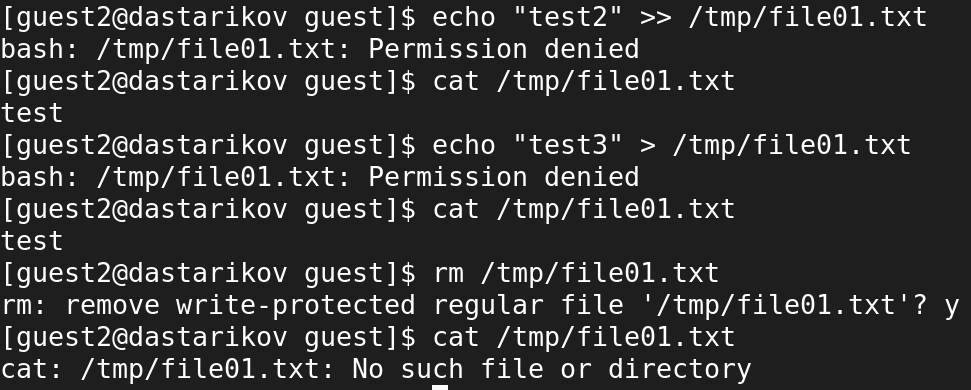 [guest2@dastarikov guest]$ echo "test2" >> /tmp/file01.txt
bash: /tmp/file01.txt: Permission denied
[guest2@dastarikov guest]$ cat /tmp/file01.txt
test
[guest2@dastarikov guest]$ echo "test3" > /tmp/file01.txt
bash: /tmp/file01.txt: Permission denied
[guest2@dastarikov guest]$ cat /tmp/file01.txt
test
[guest2@dastarikov guest]$ rm /tmp/file01.txt
rm: remove write-protected regular file '/tmp/file01.txt'? y
[guest2@dastarikov guest]$ cat /tmp/file01.txt
cat: /tmp/file01.txt: No such file or directory